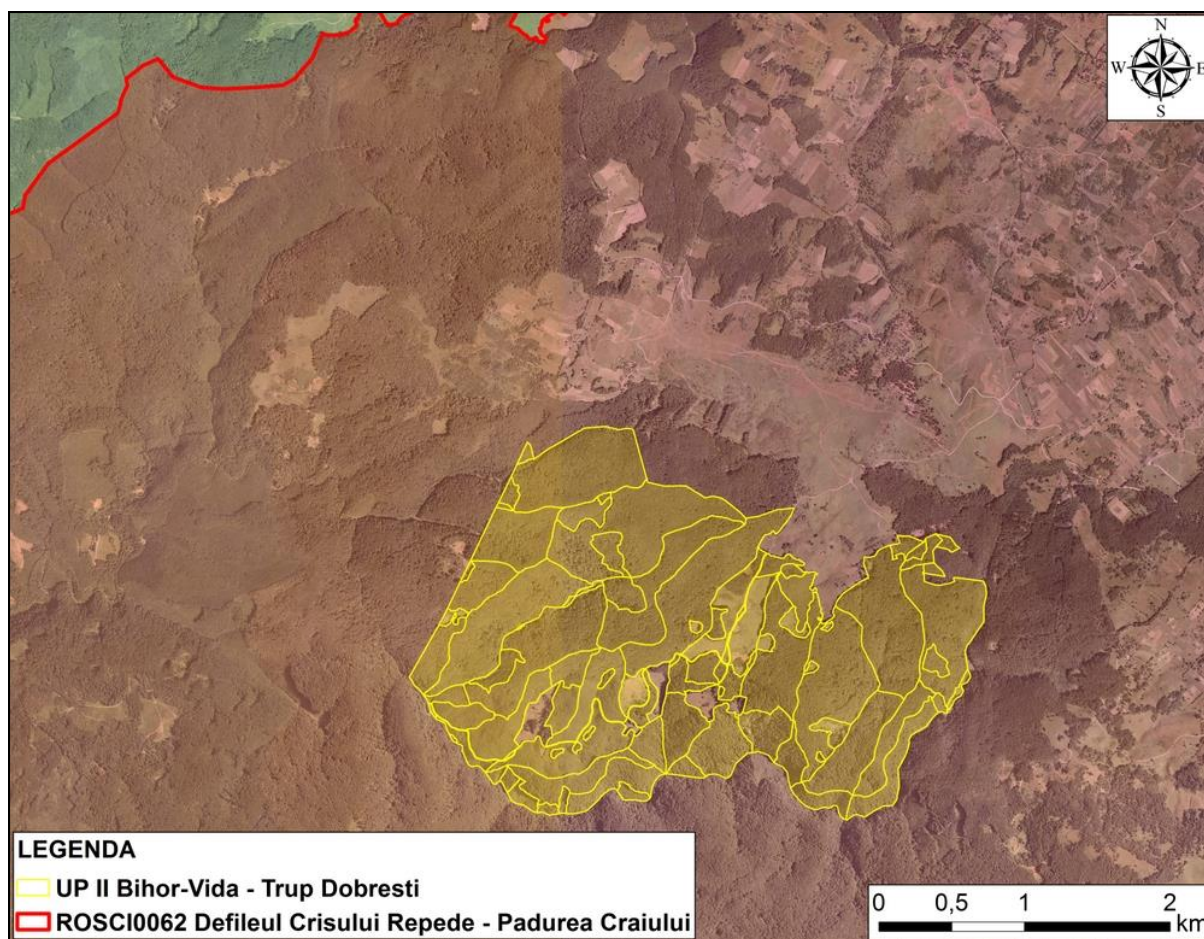 N
W E
S
LEGENDA
UP II Bihor-Vida - Trup Dobresti
ROSCI0062 Defileul Crisului Repede - Padurea Craiului
0 0,5 1 2
km